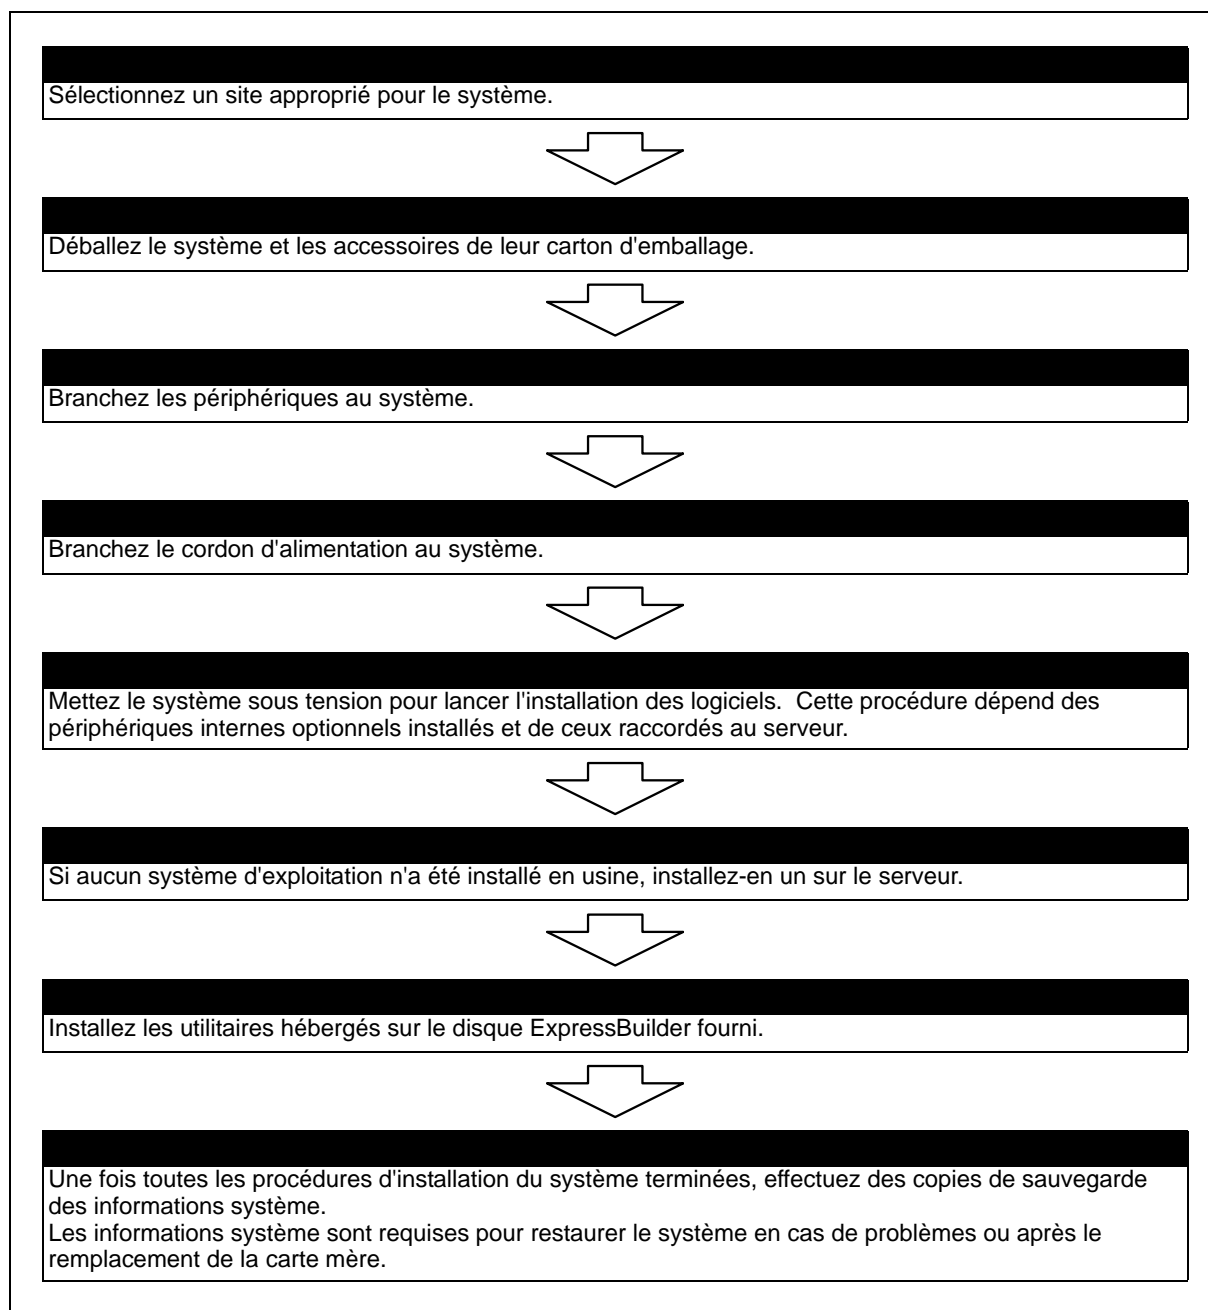 Sélectionnez un site approprié pour le système.
Déballez le système et les accessoires de leur carton d'emballage.
Branchez les périphériques au système.
Branchez le cordon d'alimentation au système.
Mettez le système sous tension pour lancer l'installation des logiciels.  Cette procédure dépend des
périphériques internes optionnels installés et de ceux raccordés au serveur.
Si aucun système d'exploitation n'a été installé en usine, installez-en un sur le serveur.
Installez les utilitaires hébergés sur le disque ExpressBuilder fourni.
Une fois toutes les procédures d'installation du système terminées, effectuez des copies de sauvegarde
des informations système.
Les informations système sont requises pour restaurer le système en cas de problèmes ou après le
remplacement de la carte mère.